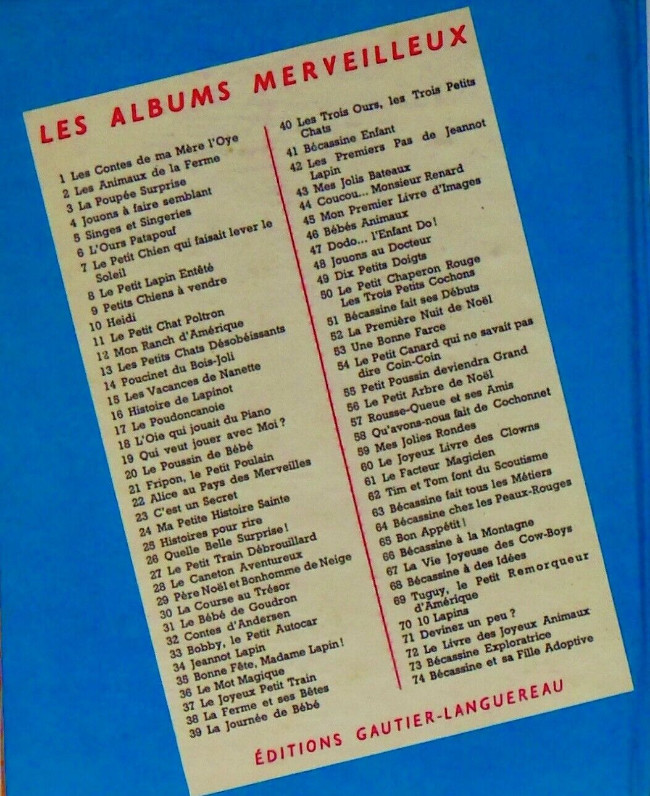 LES ALBUMS MERVEILLEUX
1 Les Contes de ma Mère l'Oye
2 Les Animaux de la Ferme
3 La Poupée Surprise
4 Jouons à faire semblant
5 Singes et Singeries
6 L'Ours Patapouf
7 Le Petit Chien qui faisait lever le
Soleil
8 Le Petit Lapin Entêté
9 Petits Chiens à vendre
10 Heidi
11 Le Petit Chat Poltron
12 Mon Ranch d'Amérique
13 Les Petits Chats Désobéissants
14 Poucinet du Bois-Joli
15 Les Vacances de Nanette
16 Histoire de Lapinot
17 Le Poudoncanoie
18 L'Oie qui jouait du Piano
19 Qui veut jouer avec Moi ?
20 Le Poussin de Bébé
21 Fripon, le Petit Poulain
22 Alice au Pays des Merveilles
23 C'est un Secret
24 Ma Petite Histoire Sainte
25 Histoires pour rire
26 Quelle Belle Surprise !
27 Le Petit Train Débrouillard
28 Le Caneton Aventureux
29 Père Noël et Bonhomme de Neige
30 La Course au Trésor
31 Le Bébé de Goudron
32 Contes d'Andersen
33 Bobby, le Petit Autocar
34 Jeannot Lapin
35 Bonne Fête, Madame Lapin !
36 Le Mot Magique
37 Le Joyeux Petit Train
38 La Ferme et ses Bêtes
39 La Journée de Bébé
40 Les Trois Ours, les Trois Petits
Chats
41 Bécassine Enfant
42 Les Premiers Pas de Jeannot
Lapin
43 Mes Jolis Bateaux
44 Coucou... Monsieur Renard
45 Mon Premier Livre d'Images
46 Bébés Animaux
47 Dodo... l'Enfant Do !
48 Jouons au Docteur
49 Dix Petits Doigts
50 Le Petit Chaperon Rouge
Les Trois Petits Cochons
51 Bécassine fait ses Débuts
52 La Première Nuit de Noël
53 Une Bonne Farce
54 Le Petit Canard qui ne savait pas
dire Coin-Coin
55 Petit Poussin deviendra Grand
56 Le Petit Arbre de Noël
57 Rousse-Queue et ses Amis
58 Qu'avons-nous fait de Cochonnet
59 Mes Jolies Rondes
60 Le Joyeux Livre des Clowns
61 Le Facteur Magicien
62 Tim et Tom font du Scoutisme
63 Bécassine fait tous les Métiers
64 Bécassine chez les Peaux-Rouges
65 Bon Appétit !
66 Bécassine à la Montagne
67 La Vie Joyeuse des Cow-Boys
68 Bécassine à des Idées
69 Tuguy, le Petit Remorqueur
d'Amérique
70 10 Lapins
71 Devinez un peu ?
72 Le Livre des Joyeux Animaux
73 Bécassine Exploratrice
74 Bécassine et sa Fille Adoptive
ÉDITIONS GAUTIER-LANGUEREAU